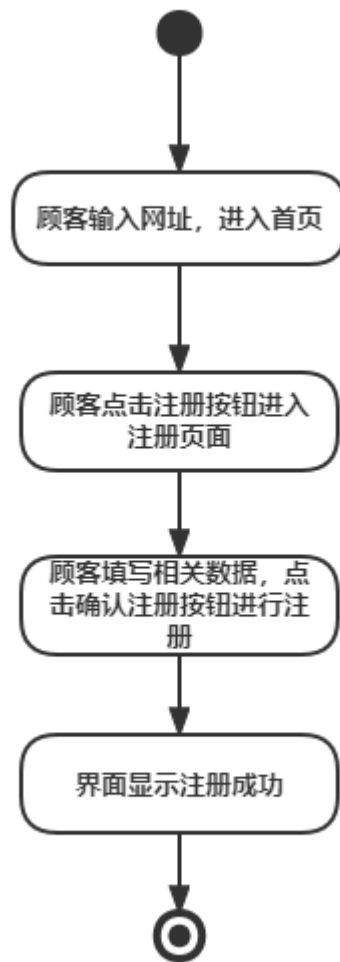 顾客输入网址，进入首页
顾客点击注册按钮进入
注册页面
顾客填写相关数据，点
击确认注册按钮进行注
册
界面显示注册成功